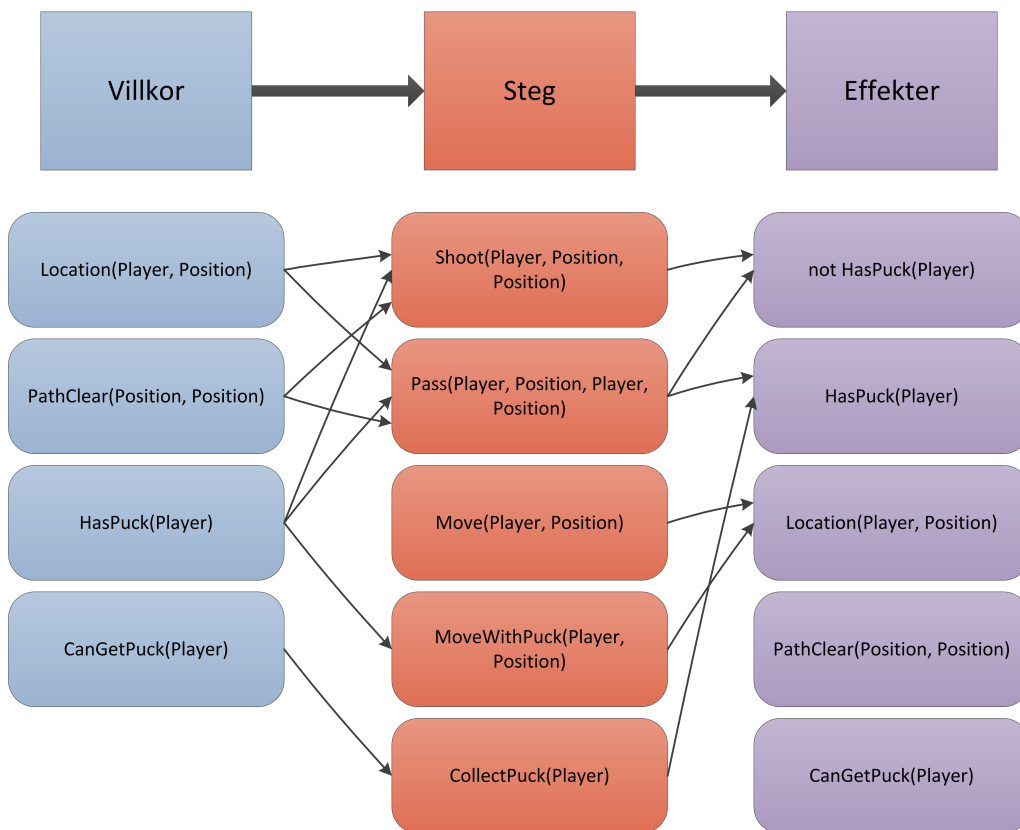 Villkor
Steg
Effekter
Location(Player, Position)
Shoot(Player, Position,
Position)
not HasPuck(Player)
PathClear(Position, Position)
Pass(Player, Position, Player,
Position)
HasPuck(Player)
HasPuck(Player)
Move(Player, Position)
Location(Player, Position)
CanGetPuck(Player)
MoveWithPuck(Player,
Position)
PathClear(Position, Position)
CollectPuck(Player)
CanGetPuck(Player)